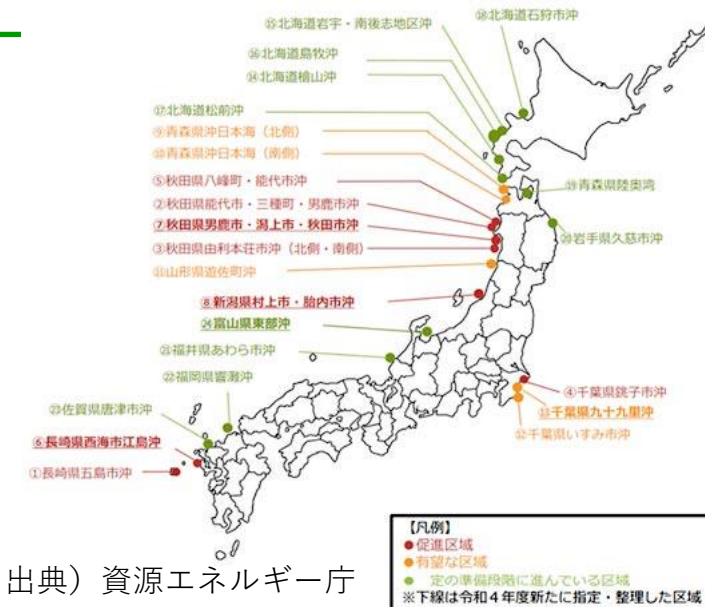 ⑮北海道岩宇・南後志地区沖
⑱北海道石狩市沖
⑯北海道島牧沖
⑭北海道檜山沖
⑰北海道松前沖
⑨青森県沖日本海（北側）
⑩青森県沖日本海（南側）
⑤秋田県八峰町・能代市沖
②秋田県能代市・三種町・男鹿市沖
⑦秋田県男鹿市・潟上市・秋田市沖
③秋田県由利本荘市沖（北側・南側）
⑪山形県遊佐町沖
⑲青森県陸奥湾
⑳岩手県久慈市沖
⑧新潟県村上市・胎内市沖
㉔富山県東部沖
㉑福井県あわら市沖
㉒福岡県響灘沖
㉓佐賀県唐津市沖
⑥長崎県西海市江島沖
①長崎県五島市沖
④千葉県銚子市沖
⑬千葉県九十九里沖
⑫千葉県いすみ市沖
【凡例】
●促進区域
●有望な区域
● 定の準備段階に進んでいる区域
※下線は令和４年度新たに指定・整理した区域
出典）資源エネルギー庁